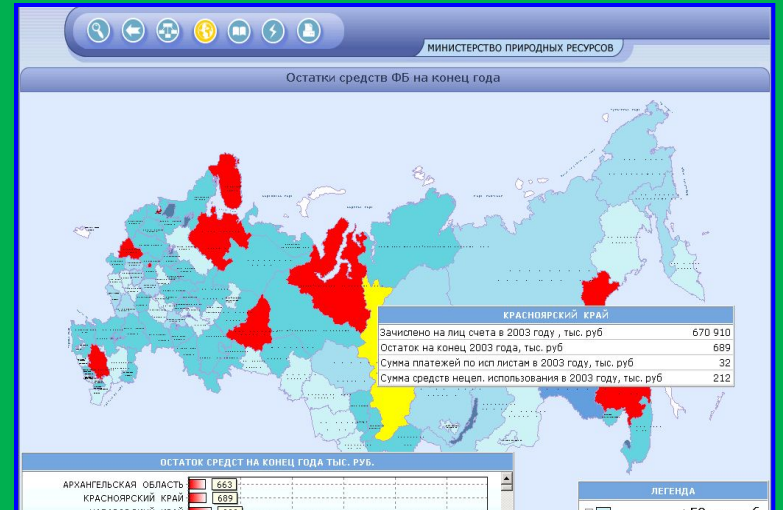 МИНИСТЕРСТВО ПРИРОДНЫХ РЕСУРСОВ
Остатки средств ФБ на конец года
КРАСНОЯРСКИЙ КРАЙ
Зачислено на лиц счета в 2003 году , тыс. руб 670 910
Остаток на конец 2003 года, тыс. руб 689
Сумма платежей по исп листам в 2003 году, тыс. руб 32
Сумма средств нецел. использования в 2003 году, тыс. руб 212
ОСТАТОК СРЕДСТ НА КОНЕЦ ГОДА ТЫС. РУБ.
АРХАНГЕЛЬСКАЯ ОБЛАСТЬ 663
КРАСНОЯРСКИЙ КРАЙ 689
ЛЕГЕНДА